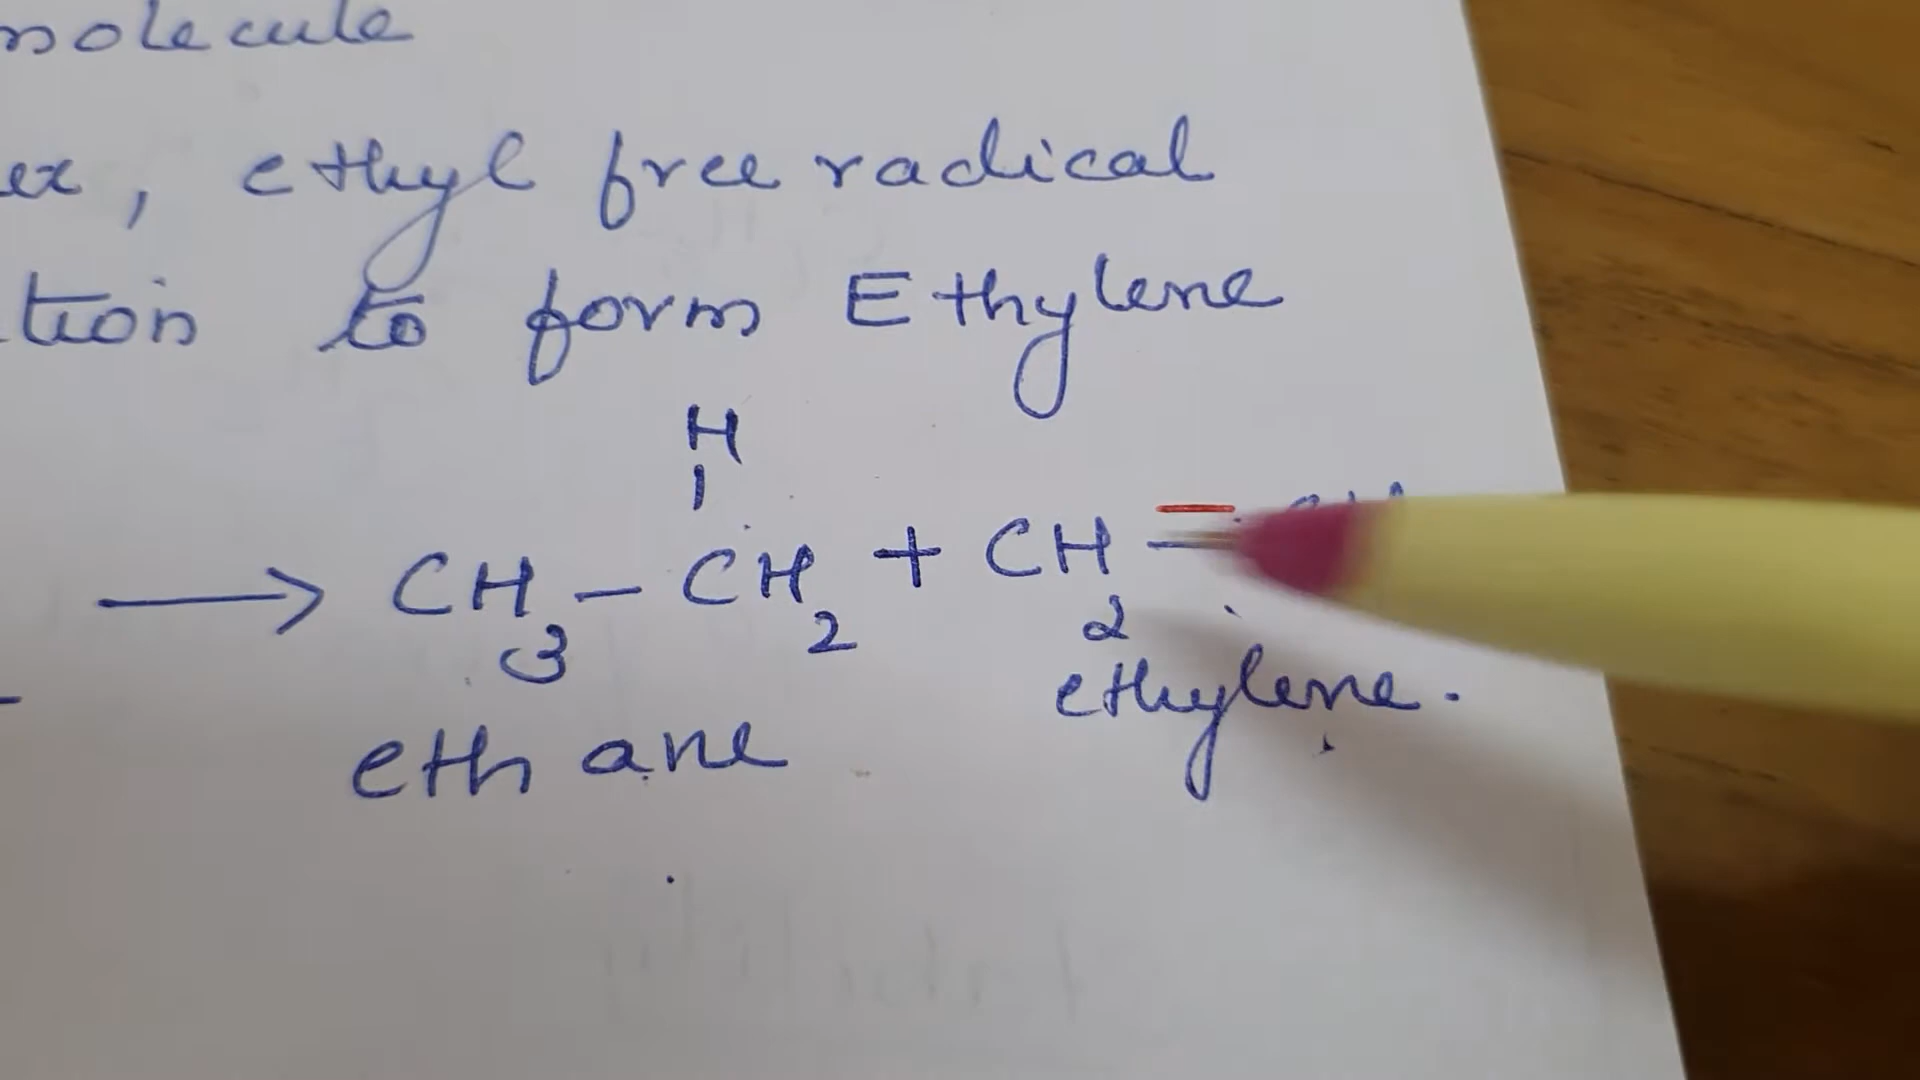 molecule
ex, ethyl free radical
tion to form Ethylene
H
⟶ CH3 – CH2 + CH2
ethane ethylene.